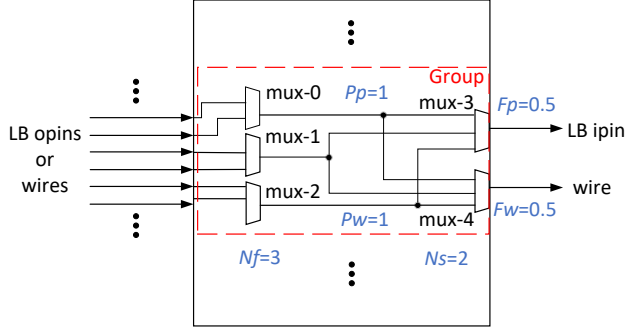 Group
mux-0
Pp=1
mux-3
Fp=0.5
mux-1
LB opins
or
wires
LB ipin
mux-2
wire
Pw=1
mux-4
Fw=0.5
Nf=3
Ns=2